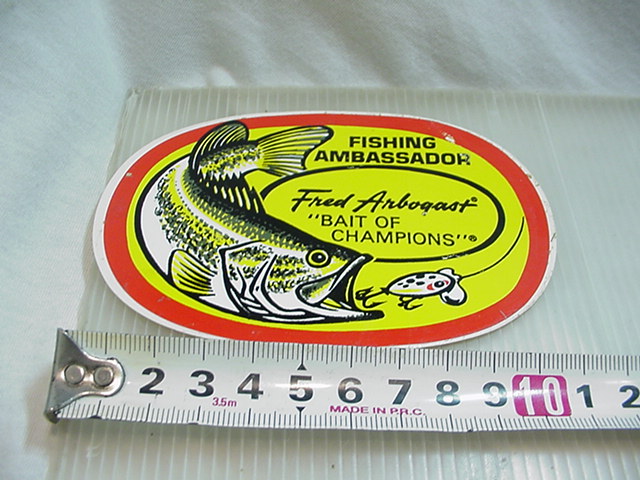 FISHING
AMBASSADOR
Fred Arbogast®
"BAIT OF
CHAMPIONS"®
2 3 4 5 6 7 8 9 10 1 2
3.5m
MADE IN P.R.C.